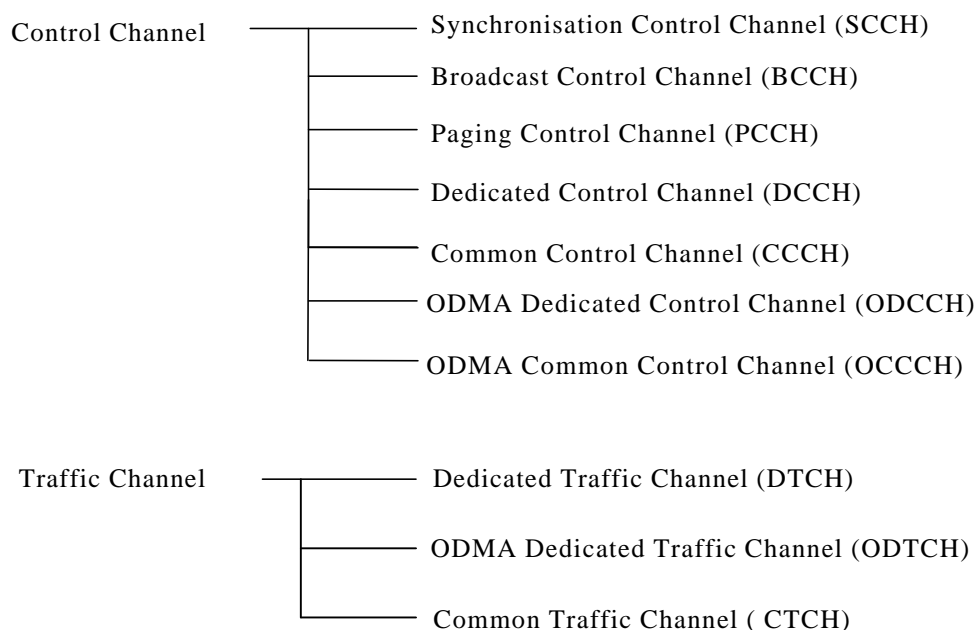 Control Channel
Synchronisation Control Channel (SCCH)
Broadcast Control Channel (BCCH)
Paging Control Channel (PCCH)
Dedicated Control Channel (DCCH)
Common Control Channel (CCCH)
ODMA Dedicated Control Channel (ODCCH)
ODMA Common Control Channel (OCCCH)
Traffic Channel
Dedicated Traffic Channel (DTCH)
ODMA Dedicated Traffic Channel (ODTCH)
Common Traffic Channel ( CTCH)